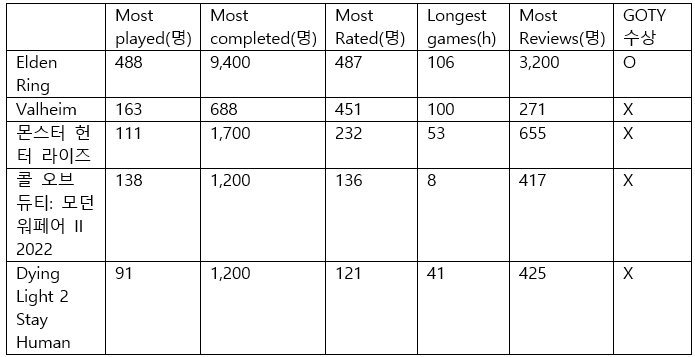 Most played(명) Most completed(명) Most Rated(명) Longest games(h) Most Reviews(명) GOTY 수상
Elden Ring 488 9,400 487 106 3,200 O
Valheim 163 688 451 100 271 X
몬스터 헌터 라이즈 111 1,700 232 53 655 X
콜 오브 듀티: 모던 워페어 II 2022 138 1,200 136 8 417 X
Dying Light 2 Stay Human 91 1,200 121 41 425 X